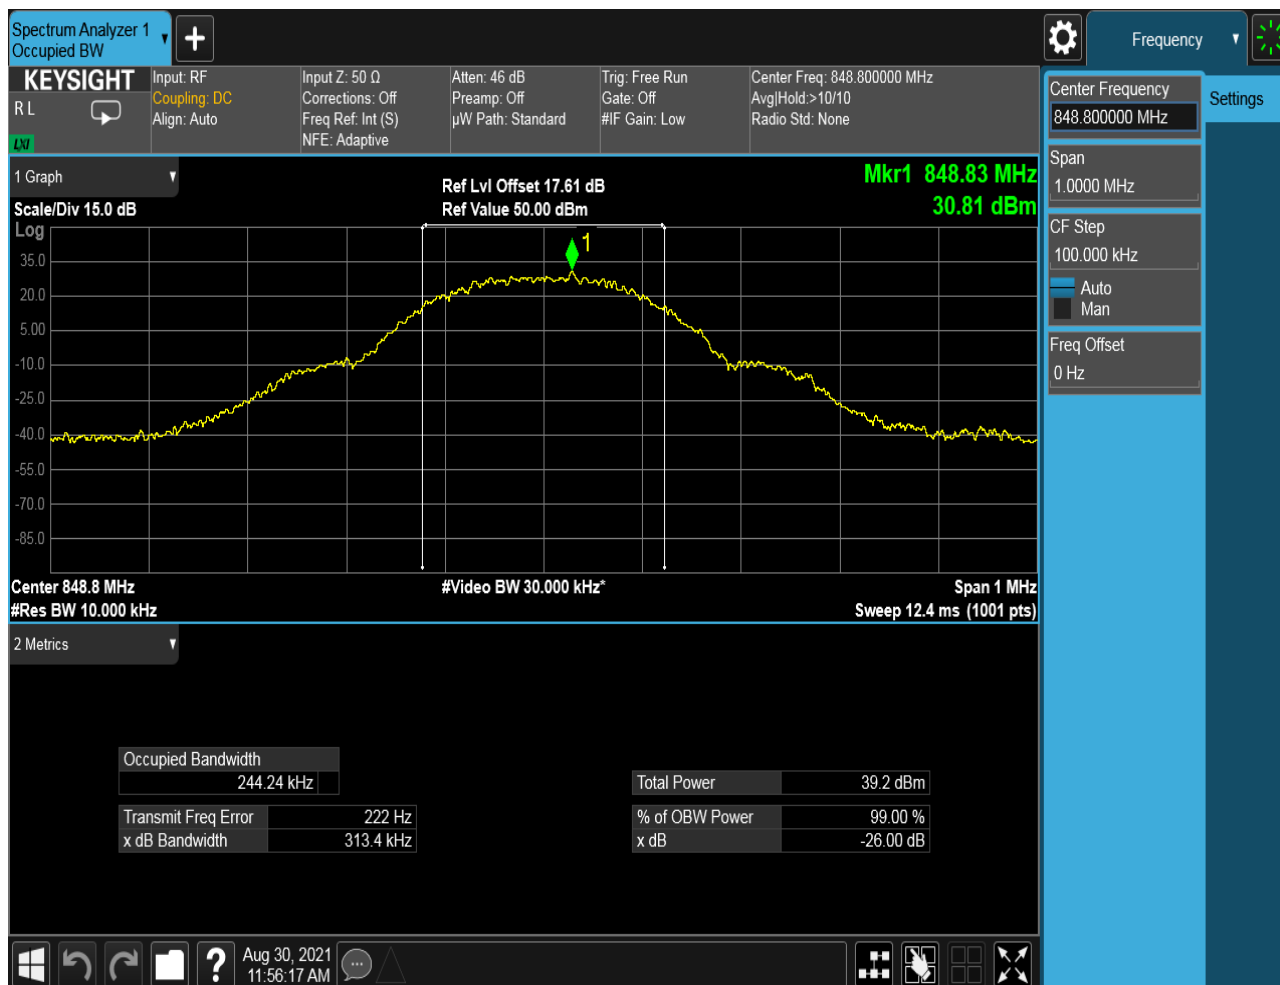 Spectrum Analyzer 1
Occupied BW
Frequency
KEYSIGHT
R L
LXI
Input: RF
Coupling: DC
Align: Auto
Input Z: 50 Ω
Corrections: Off
Freq Ref: Int (S)
NFE: Adaptive
Atten: 46 dB
Preamp: Off
µW Path: Standard
Trig: Free Run
Gate: Off
#IF Gain: Low
Center Freq: 848.800000 MHz
Avg|Hold:>10/10
Radio Std: None
Center Frequency
848.800000 MHz
Settings
Span
1.0000 MHz
CF Step
100.000 kHz
Auto
Man
Freq Offset
0 Hz
1 Graph
Scale/Div 15.0 dB
Ref Lvl Offset 17.61 dB
Ref Value 50.00 dBm
Mkr1 848.83 MHz
30.81 dBm
Log
1
35.0
20.0
5.00
-10.0
-25.0
-40.0
-55.0
-70.0
-85.0
Center 848.8 MHz
#Video BW 30.000 kHz*
Span 1 MHz
#Res BW 10.000 kHz
Sweep 12.4 ms (1001 pts)
2 Metrics
Occupied Bandwidth
244.24 kHz
Total Power 39.2 dBm
Transmit Freq Error 222 Hz
% of OBW Power 99.00 %
x dB Bandwidth 313.4 kHz
x dB -26.00 dB
?
Aug 30, 2021
11:56:17 AM